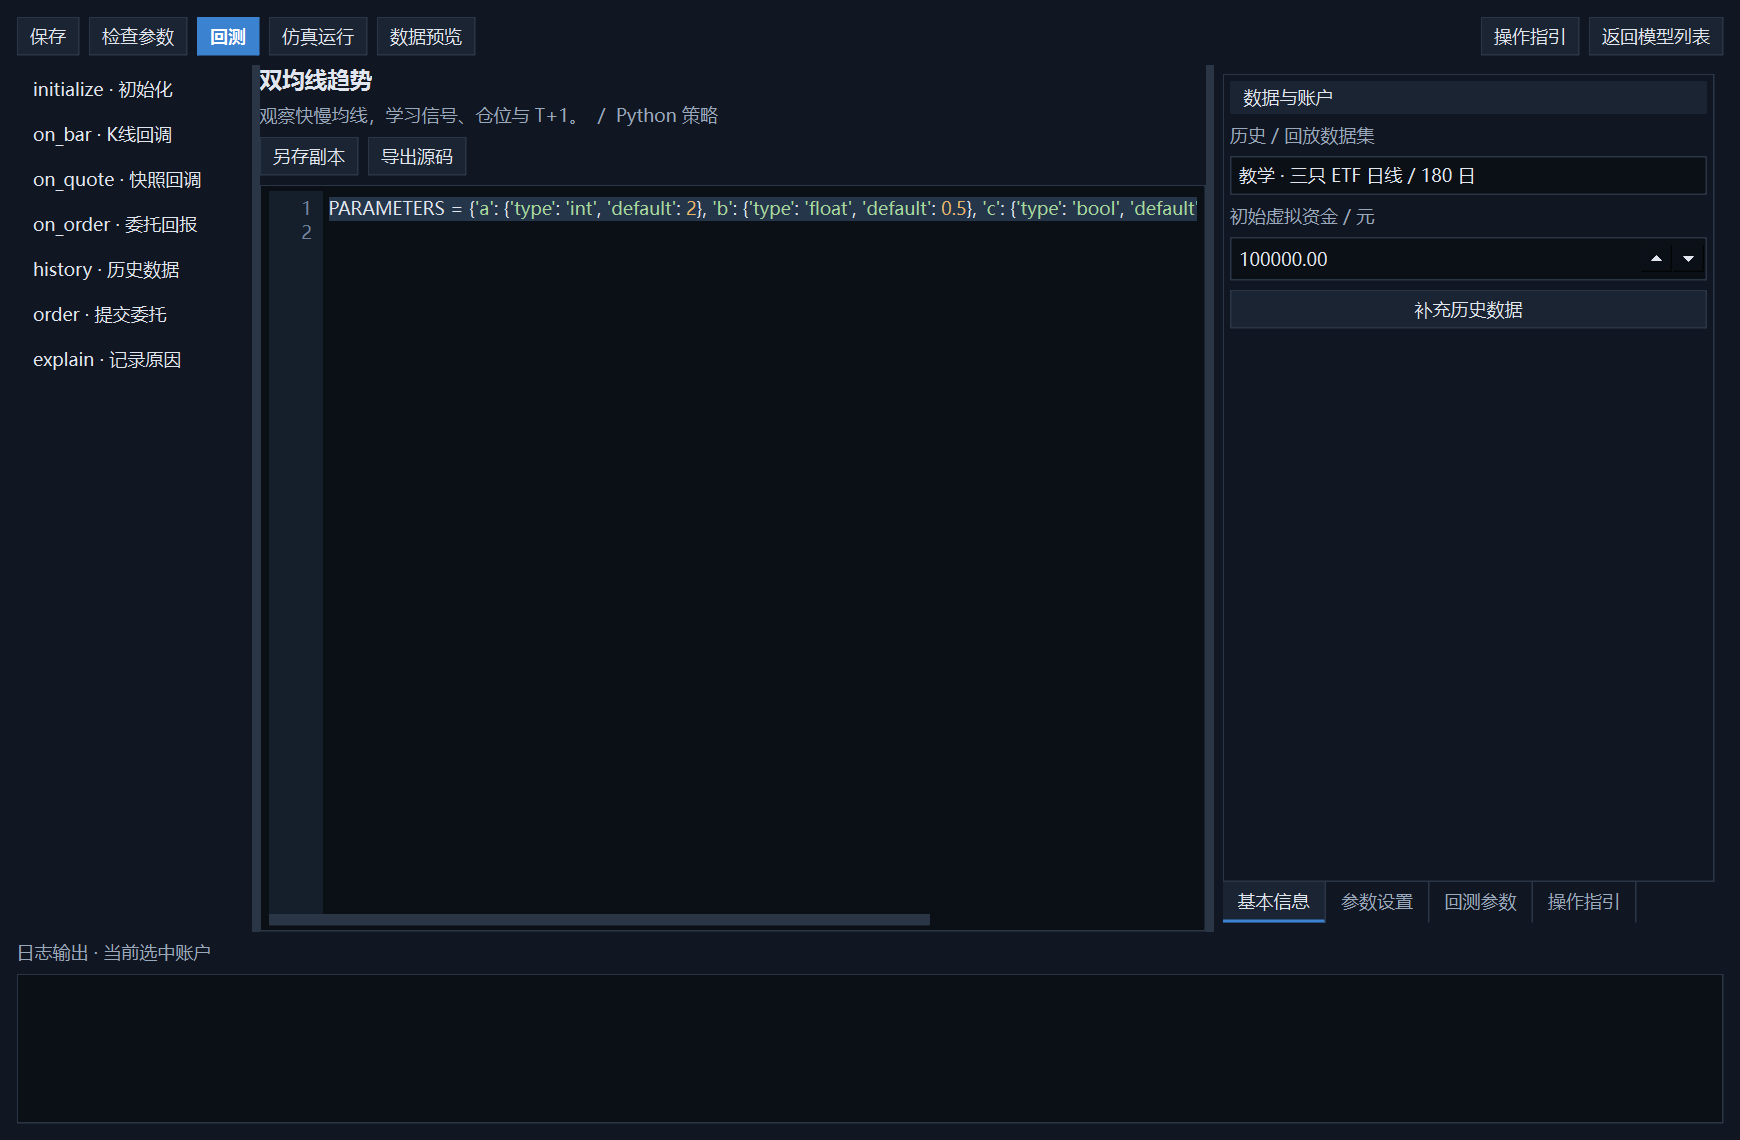 保存 检查参数 回测 仿真运行 数据预览 操作指引 返回模型列表
initialize · 初始化
on_bar · K线回调
on_quote · 快照回调
on_order · 委托回报
history · 历史数据
order · 提交委托
explain · 记录原因
双均线趋势
观察快慢均线，学习信号、仓位与 T+1。 / Python 策略
另存副本 导出源码
1 PARAMETERS = {'a': {'type': 'int', 'default': 2}, 'b': {'type': 'float', 'default': 0.5}, 'c': {'type': 'bool', 'default'
2
数据与账户
历史 / 回放数据集
教学 · 三只 ETF 日线 / 180 日
初始虚拟资金 / 元
100000.00
补充历史数据
基本信息 参数设置 回测参数 操作指引
日志输出 · 当前选中账户